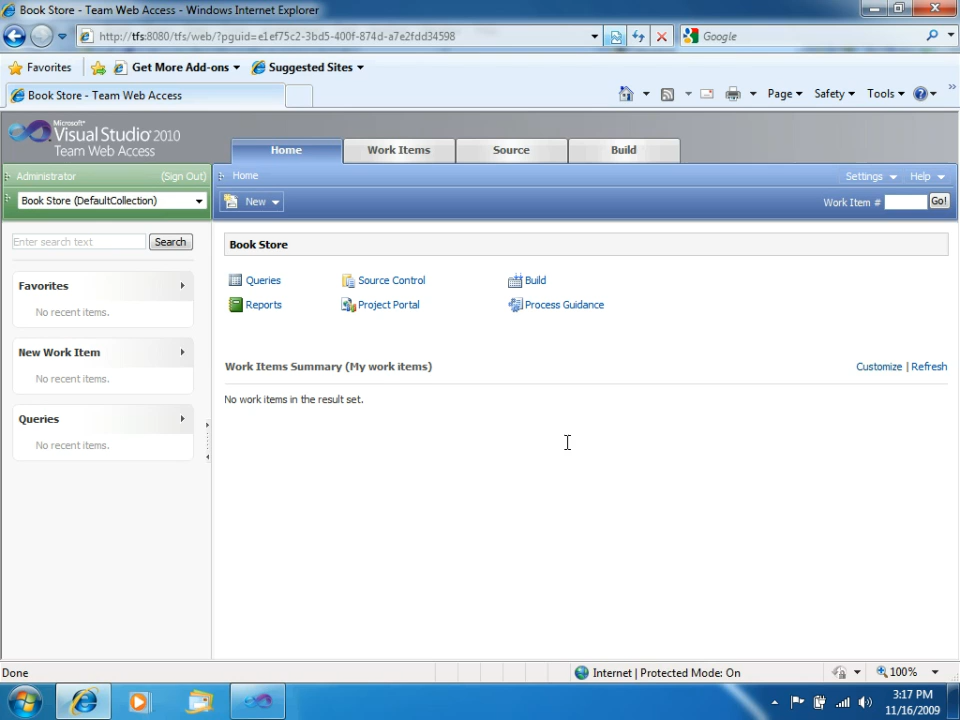 Book Store - Team Web Access - Windows Internet Explorer
http://tfs:8080/tfs/web/?pguid=e1ef75c2-3bd5-400f-874d-a7e2fdd34598
Google
Favorites
Get More Add-ons
Suggested Sites
Book Store - Team Web Access
Page
Safety
Tools
»
Microsoft
Visual Studio 2010
Team Web Access
Home
Work Items
Source
Build
Administrator
(Sign Out)
Home
Settings
Help
Book Store (DefaultCollection)
New
Work Item #
Go!
Enter search text
Search
Book Store
Favorites
No recent items.
Queries
Source Control
Build
Reports
Project Portal
Process Guidance
New Work Item
No recent items.
Work Items Summary (My work items)
Customize | Refresh
No work items in the result set.
Queries
No recent items.
Done
Internet | Protected Mode: On
100%
3:17 PM
11/16/2009